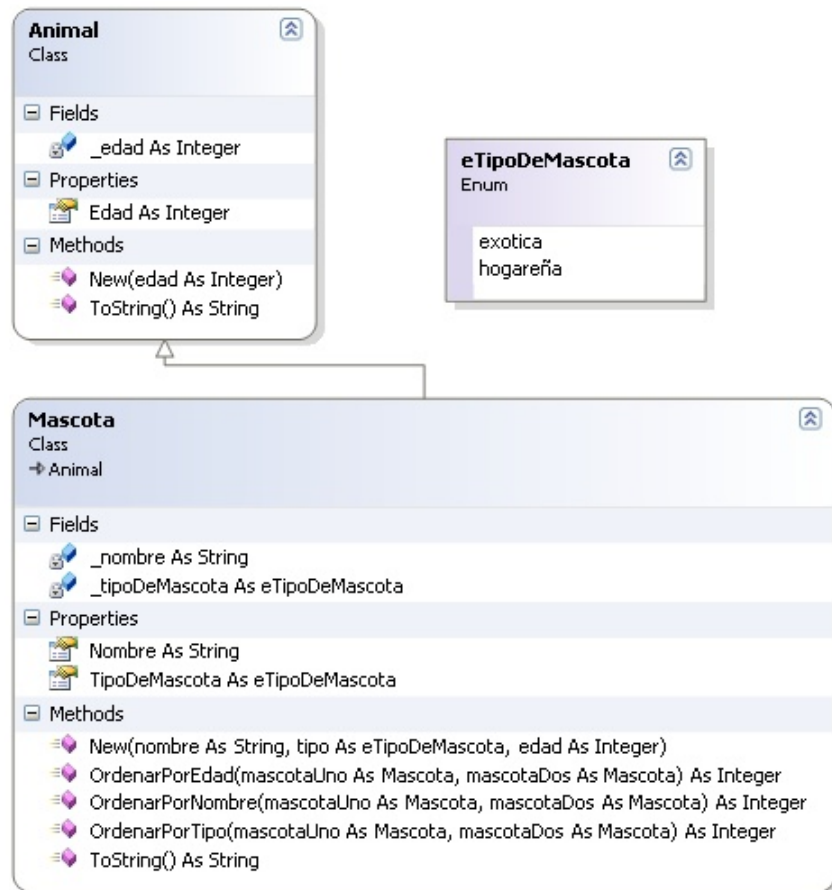 Animal
Class
Fields
_edad As Integer
Properties
Edad As Integer
Methods
New(edad As Integer)
ToString() As String
eTipoDeMascota
Enum
exotica
hogareña
Mascota
Class
Animal
Fields
_nombre As String
_tipoDeMascota As eTipoDeMascota
Properties
Nombre As String
TipoDeMascota As eTipoDeMascota
Methods
New(nombre As String, tipo As eTipoDeMascota, edad As Integer)
OrdenarPorEdad(mascotaUno As Mascota, mascotaDos As Mascota) As Integer
OrdenarPorNombre(mascotaUno As Mascota, mascotaDos As Mascota) As Integer
OrdenarPorTipo(mascotaUno As Mascota, mascotaDos As Mascota) As Integer
ToString() As String